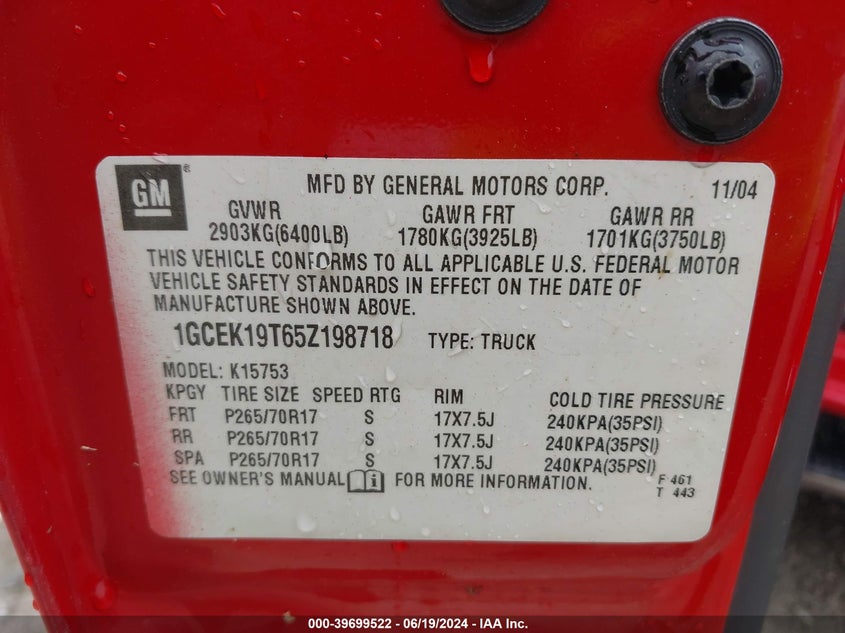 GM ®
MFD BY GENERAL MOTORS CORP. 11/04
GVWR GAWR FRT GAWR RR
2903KG(6400LB) 1780KG(3925LB) 1701KG(3750LB)
THIS VEHICLE CONFORMS TO ALL APPLICABLE U.S. FEDERAL MOTOR
VEHICLE SAFETY STANDARDS IN EFFECT ON THE DATE OF
MANUFACTURE SHOWN ABOVE.
1GCEK19T65Z198718 TYPE: TRUCK
MODEL: K15753
KPGY TIRE SIZE SPEED RTG RIM COLD TIRE PRESSURE
FRT P265/70R17 S 17X7.5J 240KPA(35PSI)
RR P265/70R17 S 17X7.5J 240KPA(35PSI)
SPA P265/70R17 S 17X7.5J 240KPA(35PSI)
SEE OWNER'S MANUAL FOR MORE INFORMATION. F 461
T 443
000-39699522 - 06/19/2024 - IAA Inc.